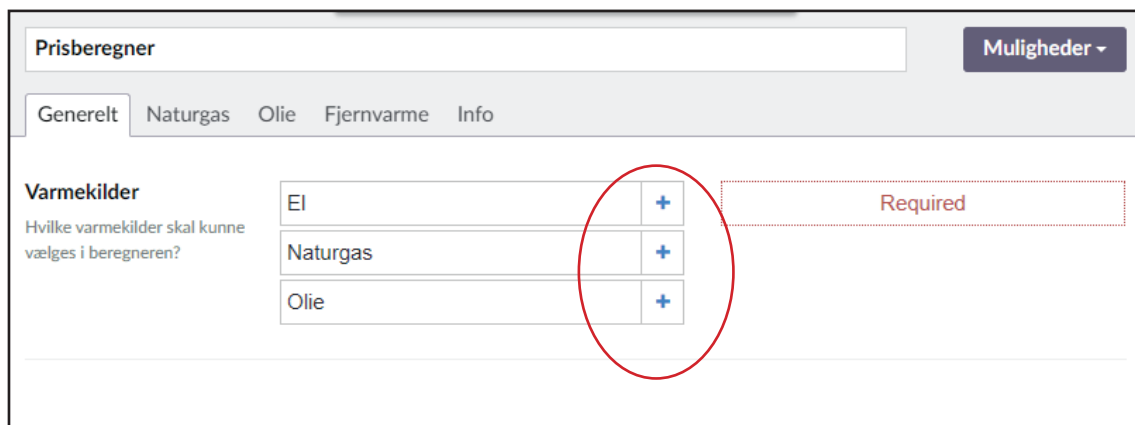 Prisberegner
Muligheder
Generelt Naturgas Olie Fjernvarme Info
Varmekilder
Hvilke varmekilder skal kunne
vælges i beregneren?
El
Naturgas
Olie
Required